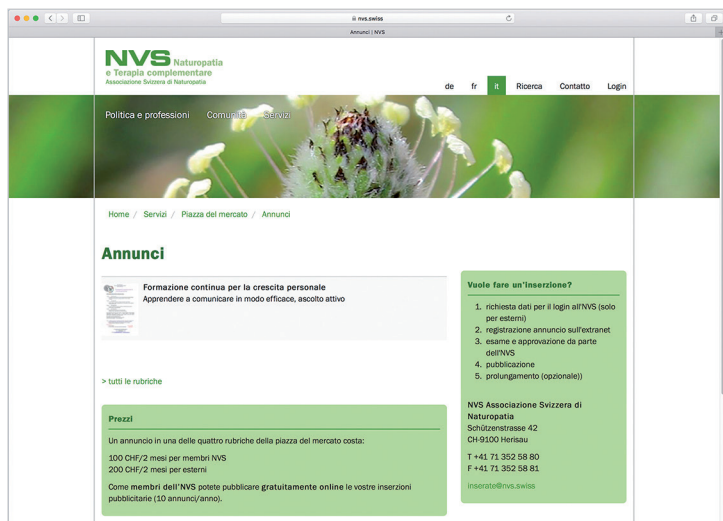 nvs.swiss
Annunci | NVS
NVS Naturopatia
e Terapia complementare
Associazione Svizzera di Naturopatia
de fr it Ricerca Contatto Login
Politica e professioni Comunità Servizi
Home / Servizi / Piazza del mercato / Annunci
Annunci
Formazione continua per la crescita personale
Apprendere a comunicare in modo efficace, ascolto attivo
> tutti le rubriche
Prezzi
Un annuncio in una delle quattro rubriche della piazza del mercato costa:
100 CHF/2 mesi per membri NVS
200 CHF/2 mesi per esterni
Come membri dell'NVS potete pubblicare gratuitamente online le vostre inserzioni
pubblicitarie (10 annunci/anno).
Vuole fare un'inserzione?
1. richiesta dati per il login all'NVS (solo
per esterni)
2. registrazione annuncio sull'extranet
3. esame e approvazione da parte
dell'NVS
4. pubblicazione
5. prolungamento (opzionale))
NVS Associazione Svizzera di
Naturopatia
Schützenstrasse 42
CH-9100 Herisau
T +41 71 352 58 80
F +41 71 352 58 81
inserate@nvs.swiss